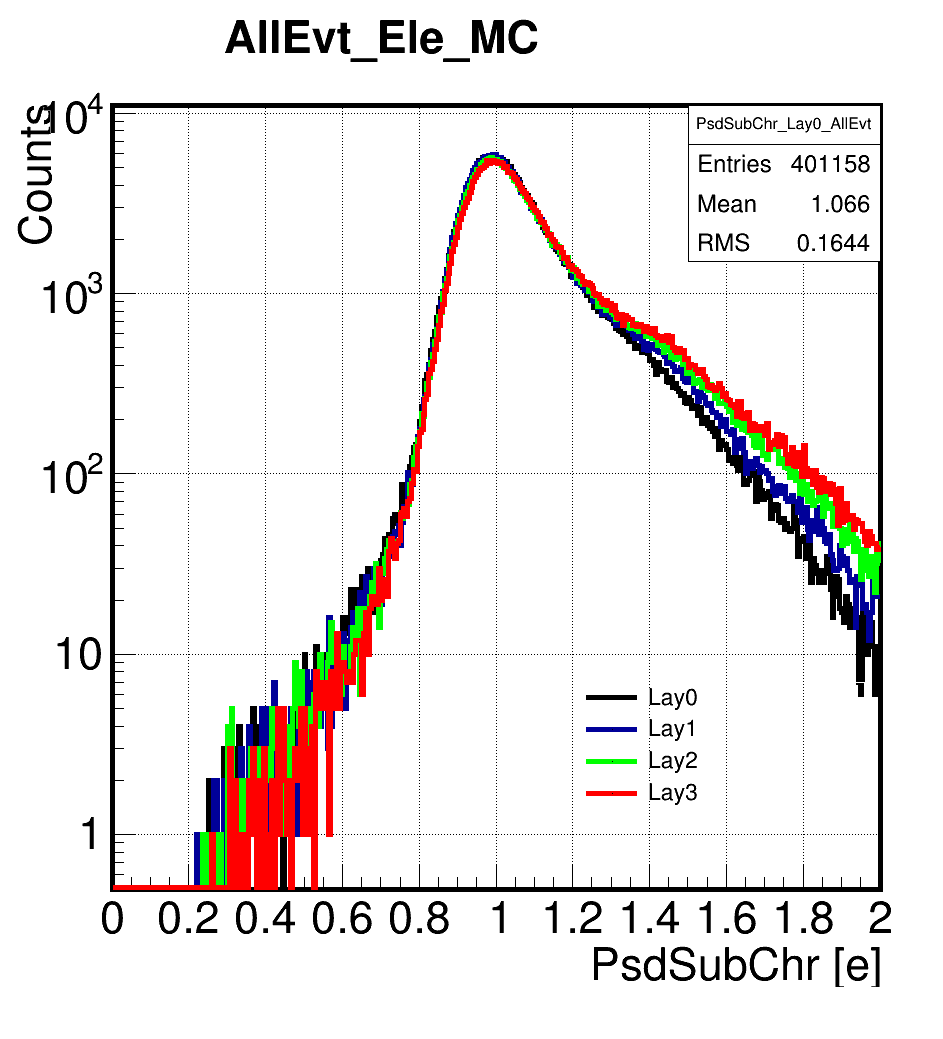 AllEvt_Ele_MC
Counts
PsdSubChr_Lay0_AllEvt
Entries 401158
Mean 1.066
RMS 0.1644
10^4
10^3
10^2
10
1
Lay0
Lay1
Lay2
Lay3
0 0.2 0.4 0.6 0.8 1 1.2 1.4 1.6 1.8 2
PsdSubChr [e]